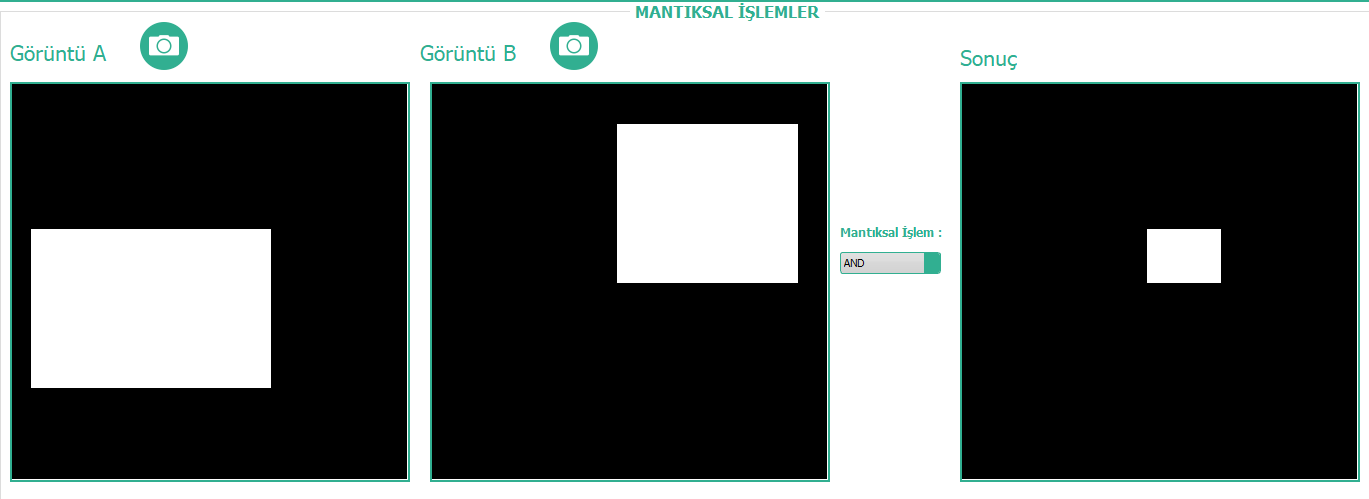 MANTIKSAL İŞLEMLER
Görüntü A
Görüntü B
Sonuç
Mantıksal İşlem :
AND